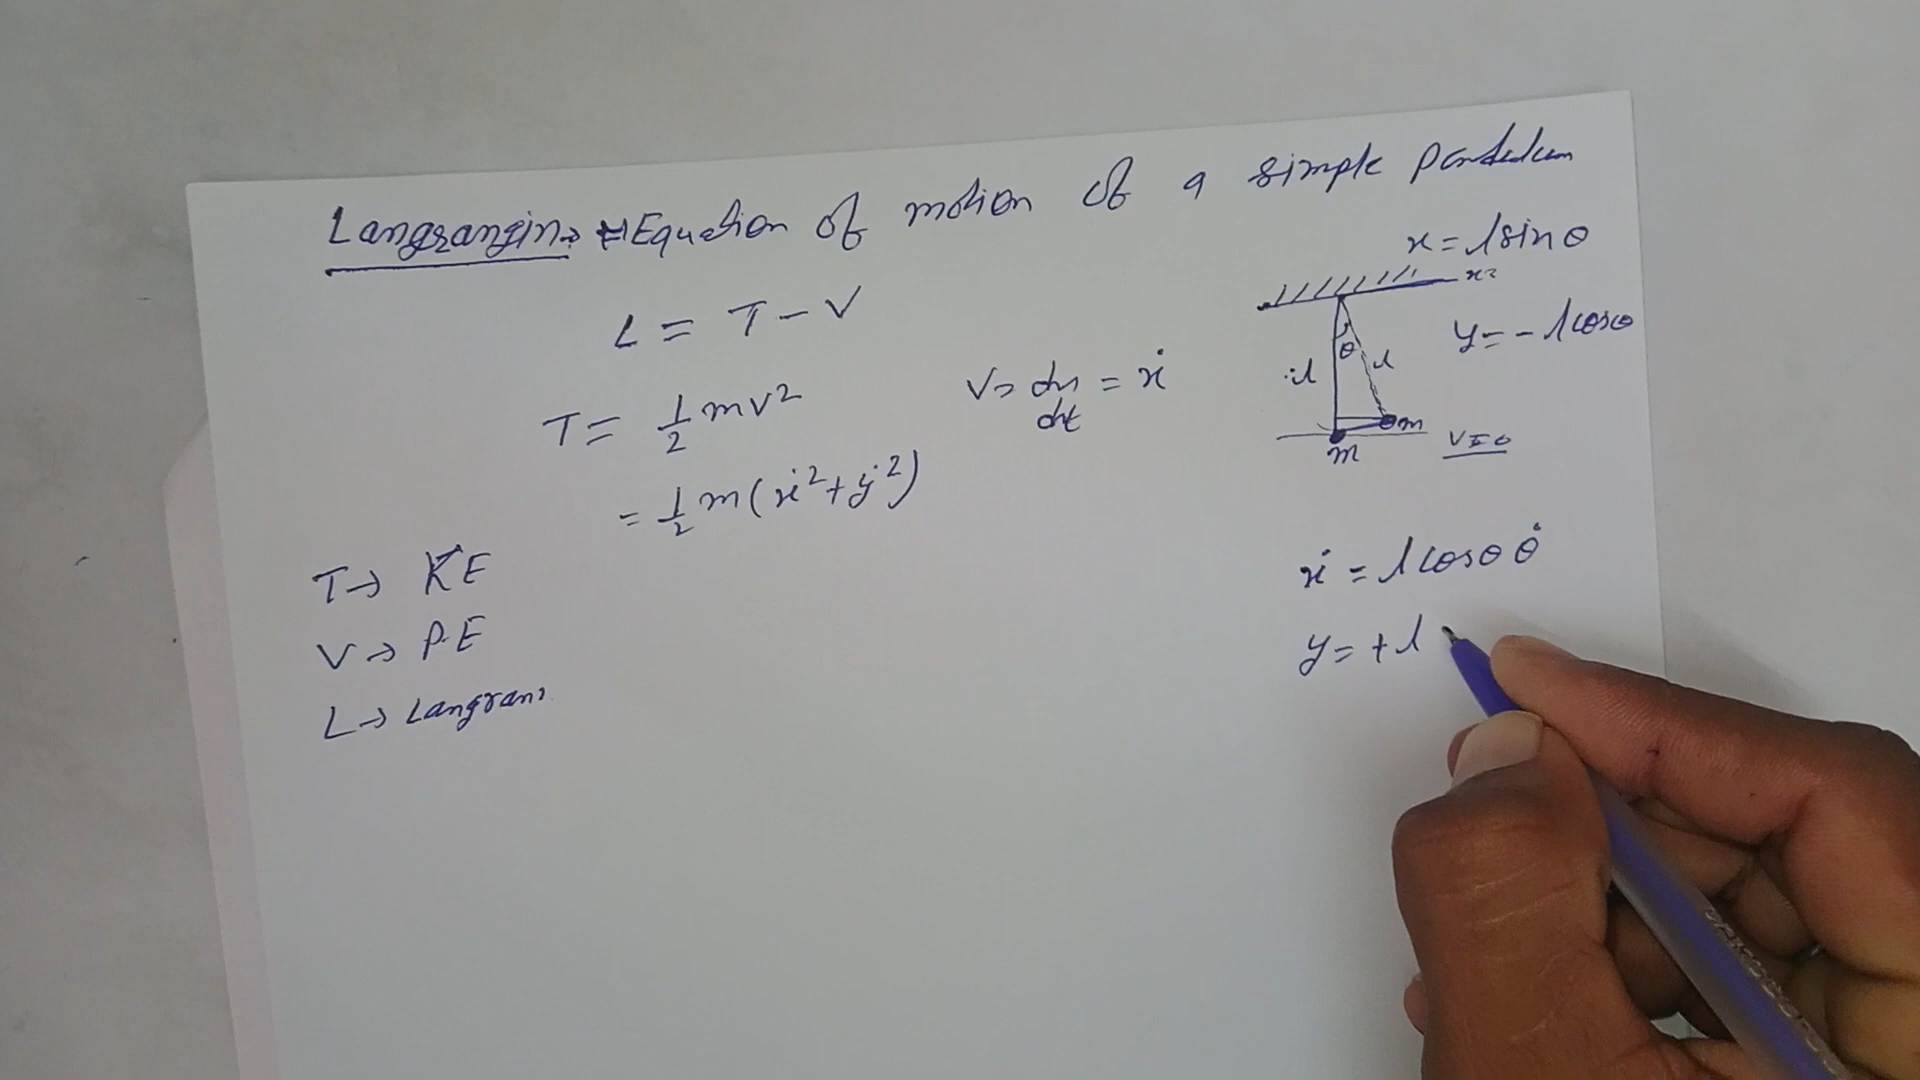 Langrangin → Equation of motion of a simple pendulum
L = T - V
T = 1/2 mv²
V = dx/dt = ẋ
= 1/2 m(ẋ² + ẏ²)
T → KE
V → P.E
L → Langran
x = l sin θ
x
y = - l cos θ
θ
l
l
m
m
V = 0
ẋ = l cos θ θ̇
y = + l